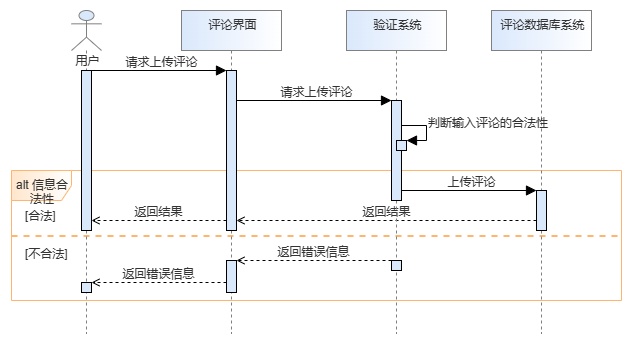 评论界面
验证系统
评论数据库系统
用户
请求上传评论
请求上传评论
判断输入评论的合法性
alt 信息合
法性
上传评论
[合法]
返回结果
返回结果
[不合法]
返回错误信息
返回错误信息